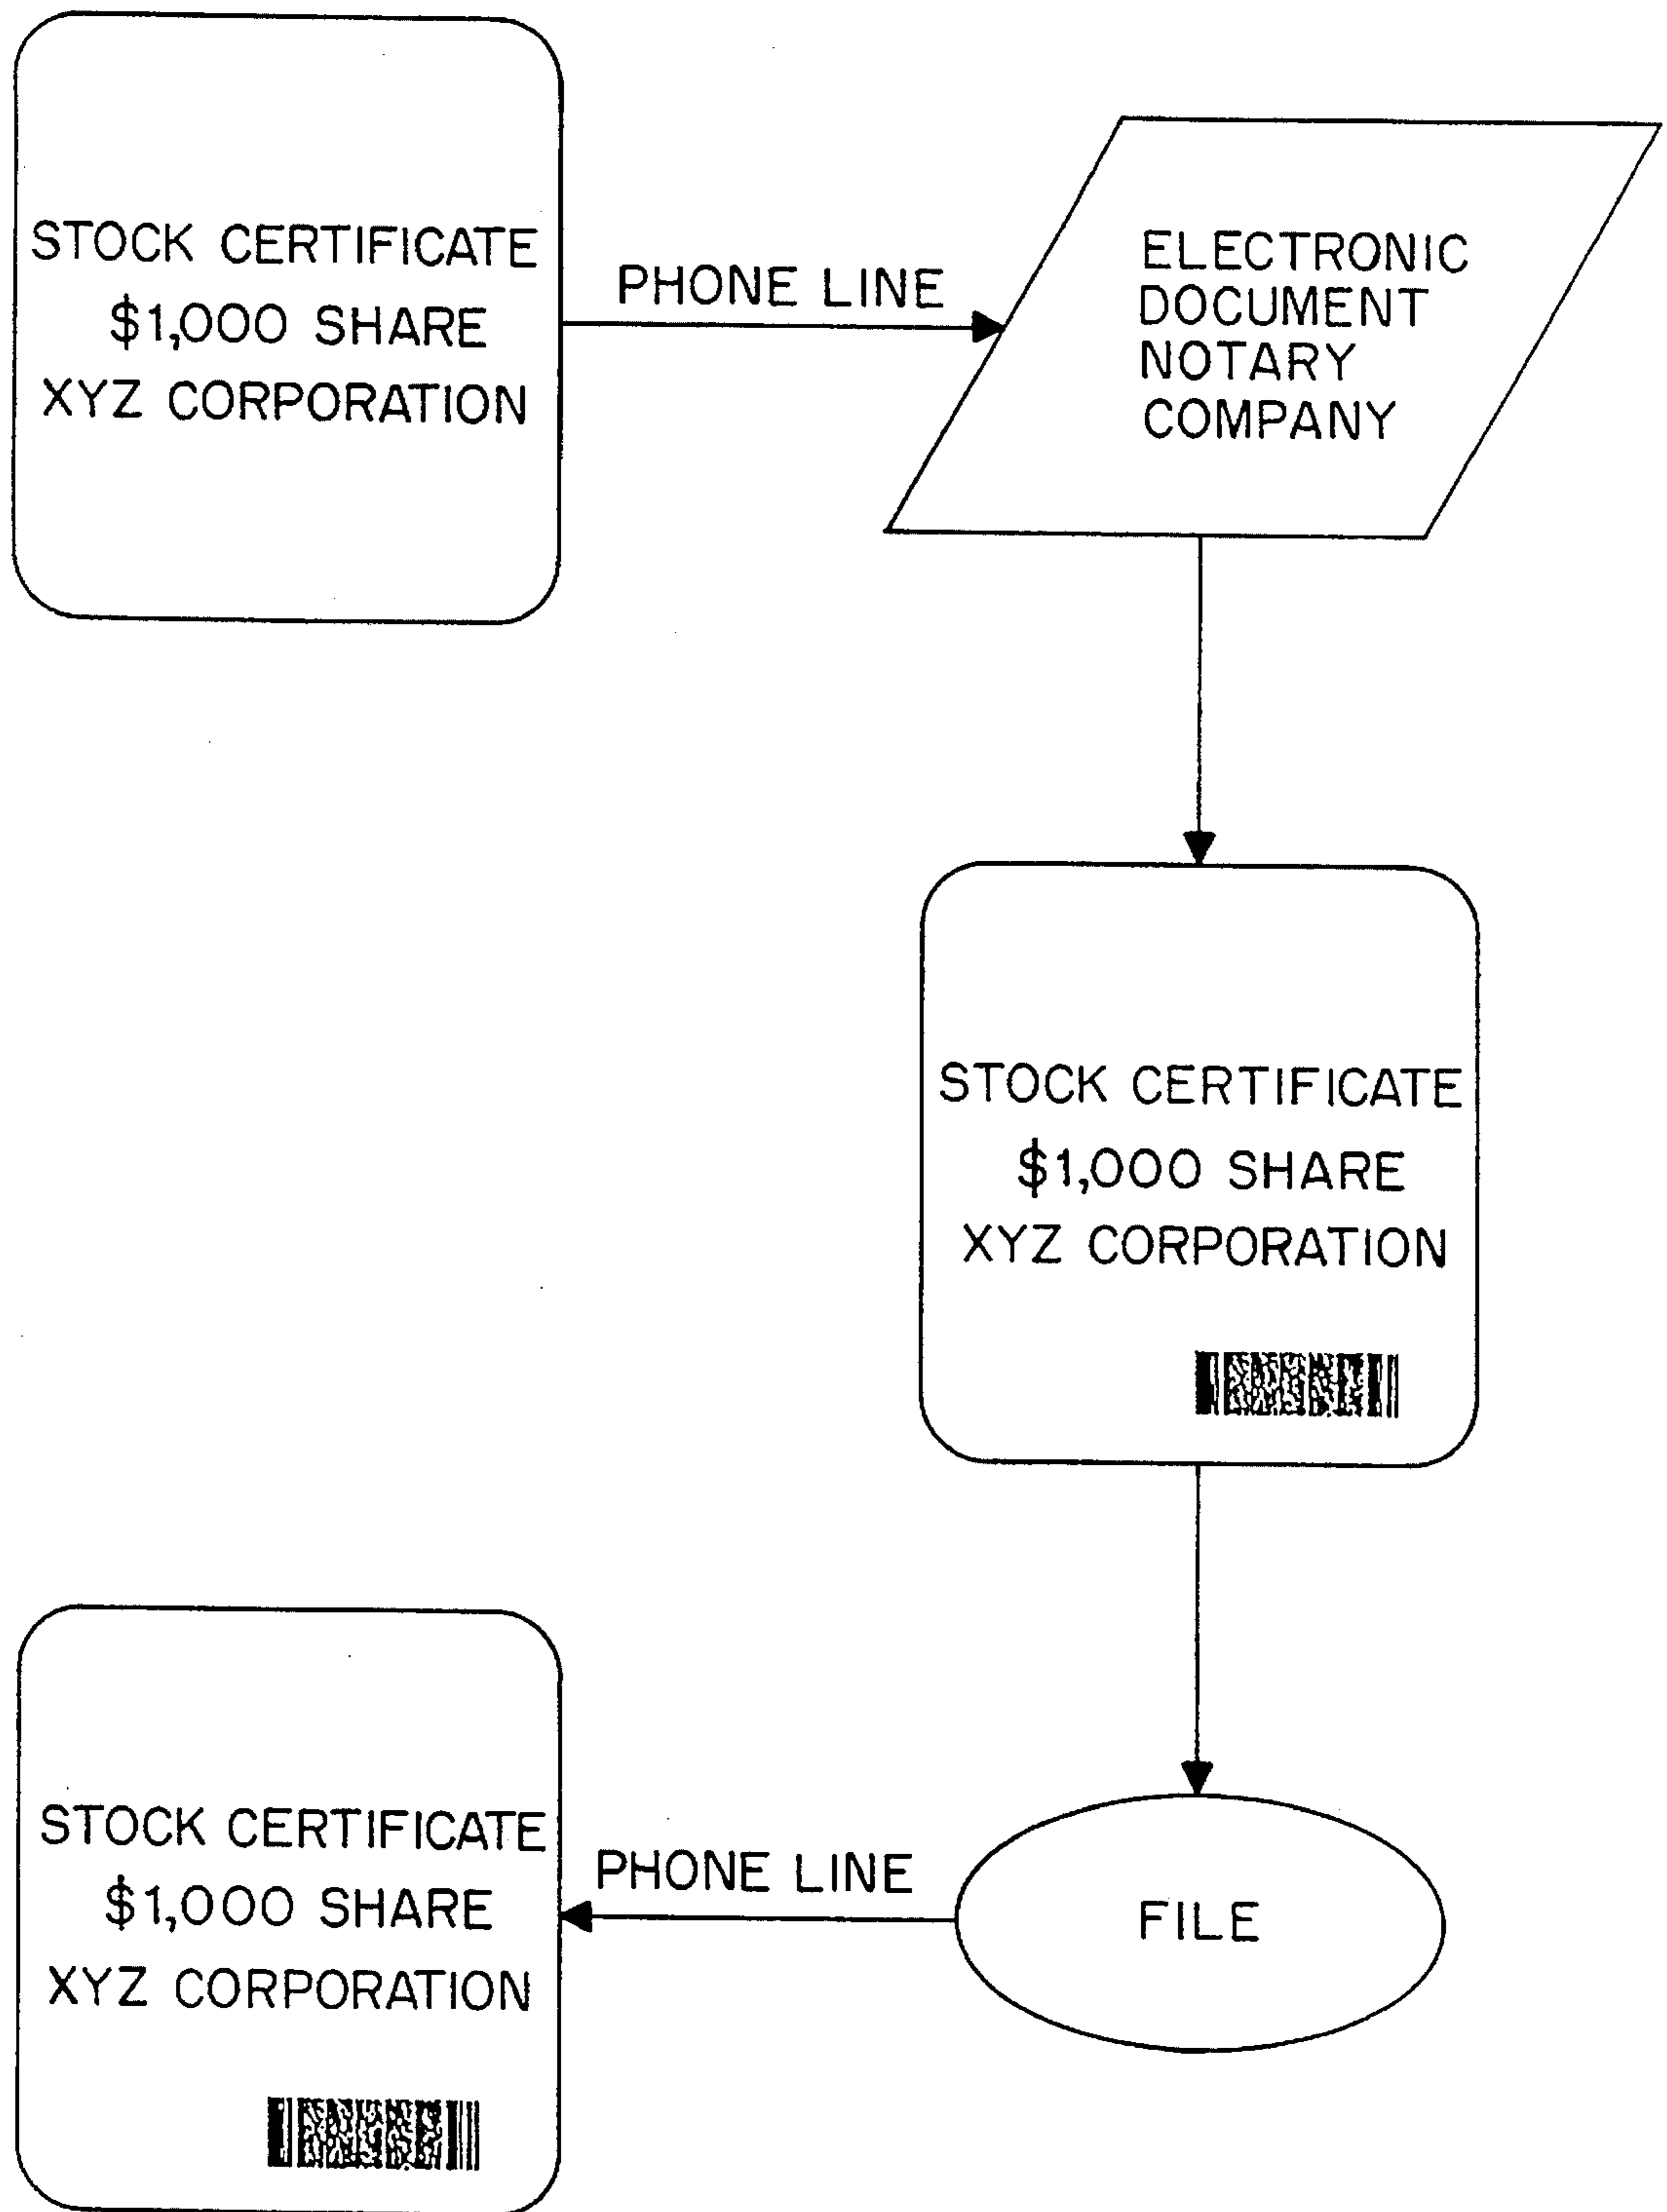 STOCK CERTIFICATE
$1,000 SHARE
XYZ CORPORATION
PHONE LINE
ELECTRONIC
DOCUMENT
NOTARY
COMPANY
STOCK CERTIFICATE
$1,000 SHARE
XYZ CORPORATION
STOCK CERTIFICATE
$1,000 SHARE
XYZ CORPORATION
PHONE LINE
FILE